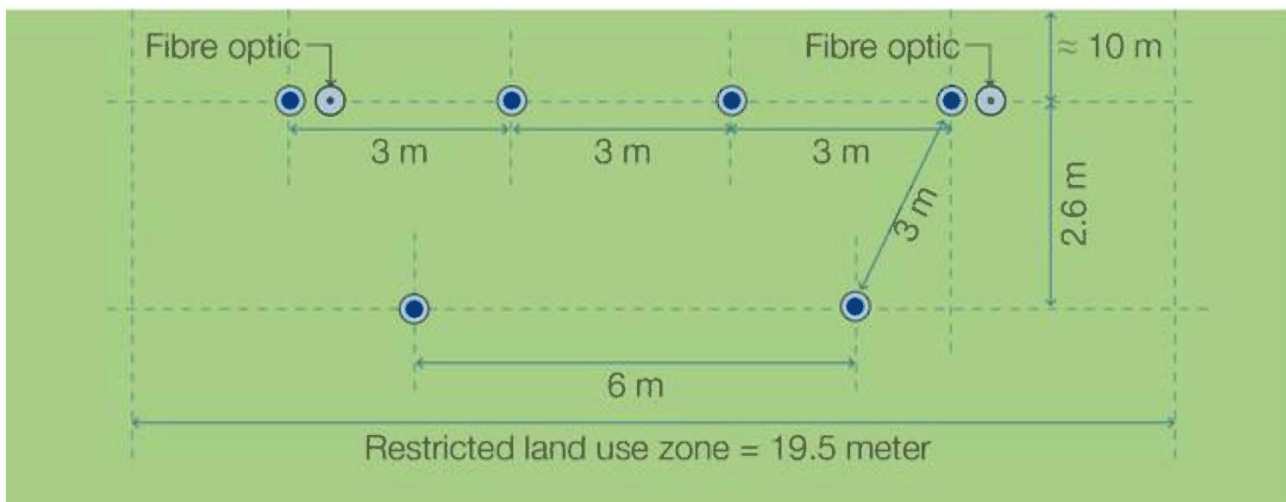 Fibre optic
Fibre optic
≈ 10 m
3 m
3 m
3 m
3 m
2.6 m
6 m
Restricted land use zone = 19.5 meter